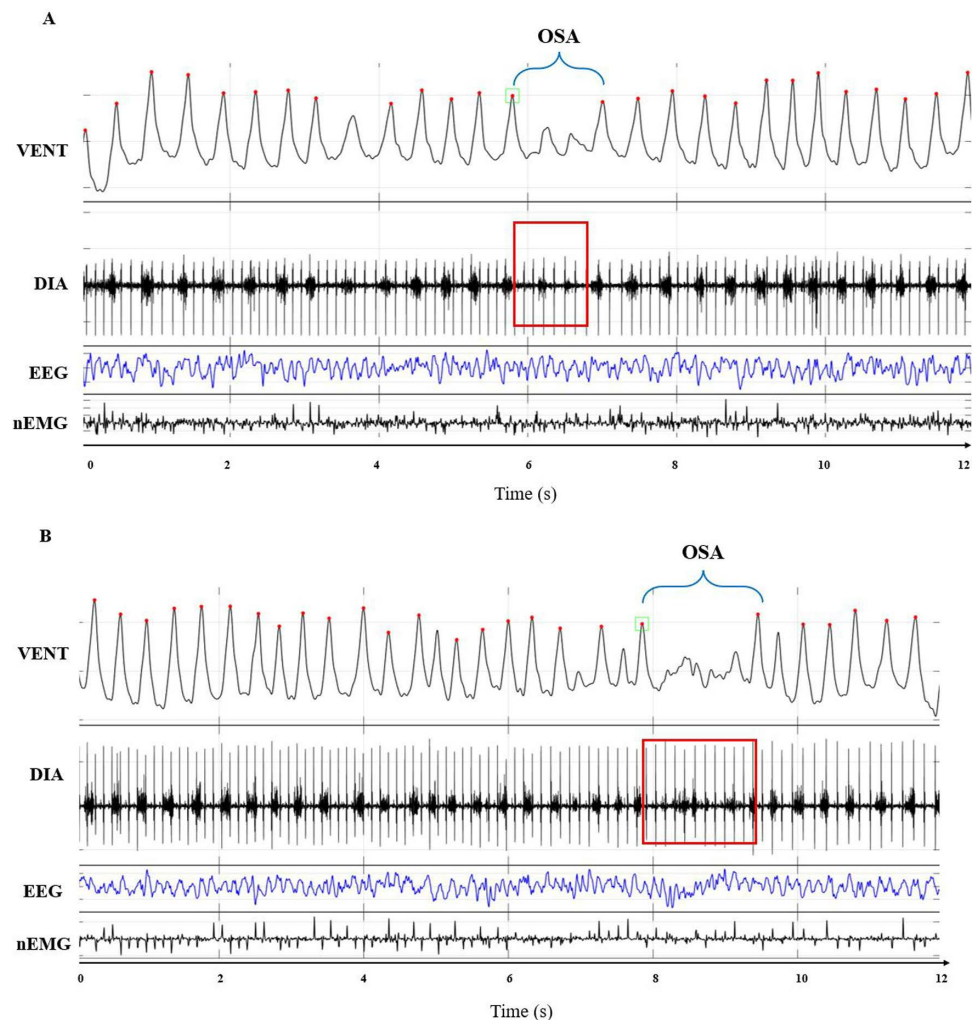 A
OSA
VENT
DIA
EEG
nEMG
0 2 4 6 8 10 12
Time (s)
B
OSA
VENT
DIA
EEG
nEMG
0 2 4 6 8 10 12
Time (s)